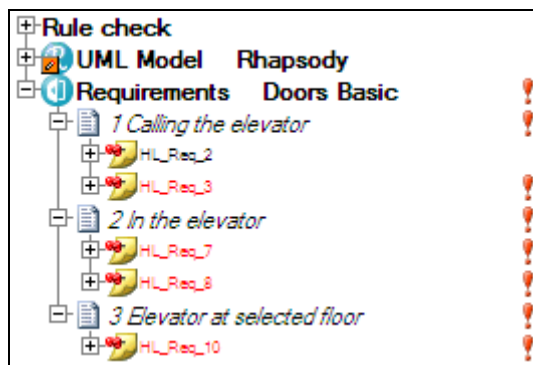 Rule check
UML Model Rhapsody
Requirements Doors Basic
1 Calling the elevator
HL_Req_2
HL_Req_3
2 In the elevator
HL_Req_7
HL_Req_8
3 Elevator at selected floor
HL_Req_10